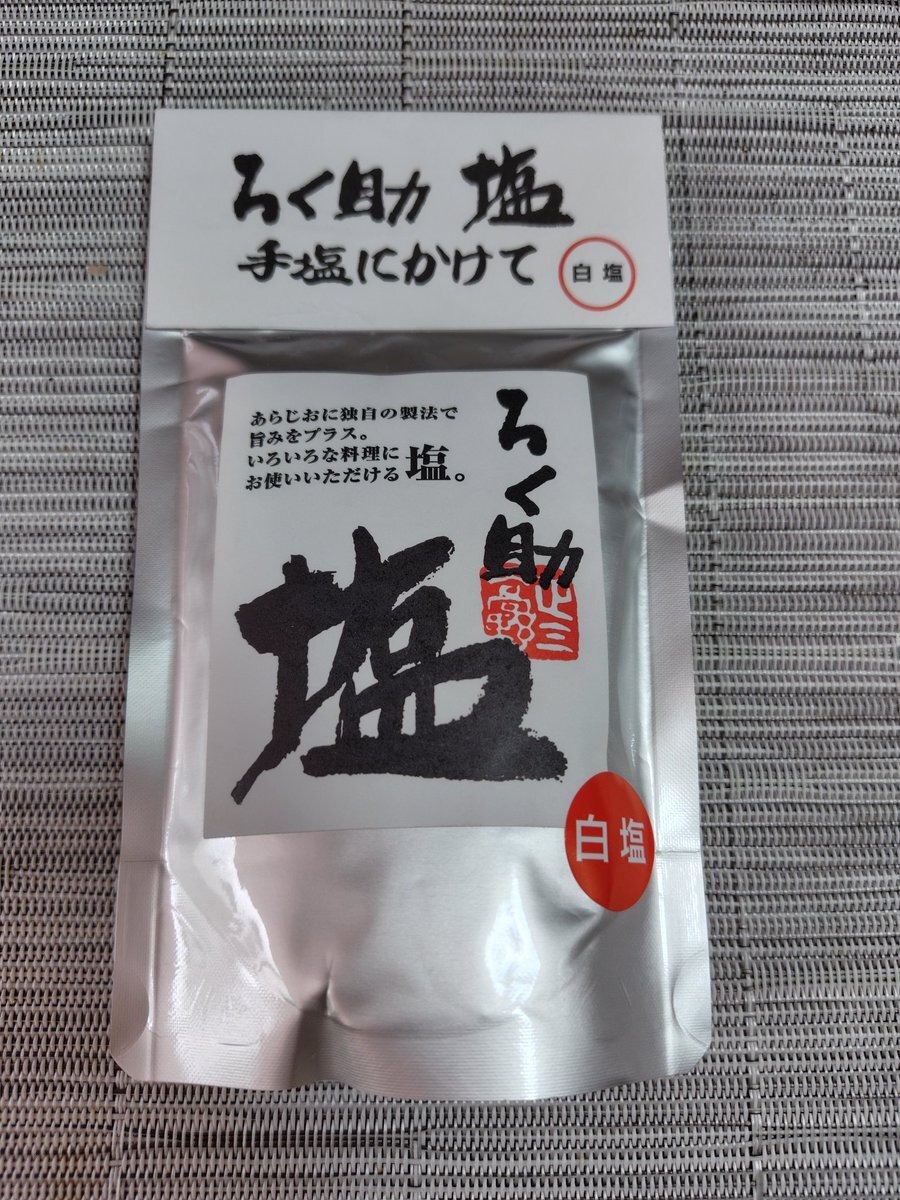 ろく助 塩
手塩にかけて
白塩
あらじおに独自の製法で
旨みをプラス。
いろいろな料理に
お使いいただける 塩。
ろく助
塩
白塩